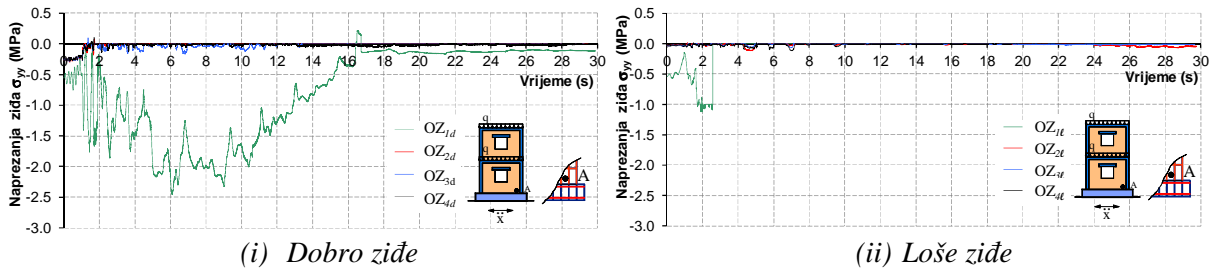 Naprezanja ziđa σyy (MPa)
0.5
0.0
-0.5
-1.0
-1.5
-2.0
-2.5
-3.0
0 2 4 6 8 10 12 14 16 18 20 22 24 26 28 30
Vrijeme (s)
OZ1d
OZ2d
OZ3d
OZ4d
q
q
A
A
ẍ
(i) Dobro ziđe
Naprezanja ziđa σyy (MPa)
0.5
0.0
-0.5
-1.0
-1.5
-2.0
-2.5
-3.0
0 2 4 6 8 10 12 14 16 18 20 22 24 26 28 30
Vrijeme (s)
OZ1ℓ
OZ2ℓ
OZ3ℓ
OZ4ℓ
q
q
A
A
ẍ
(ii) Loše ziđe